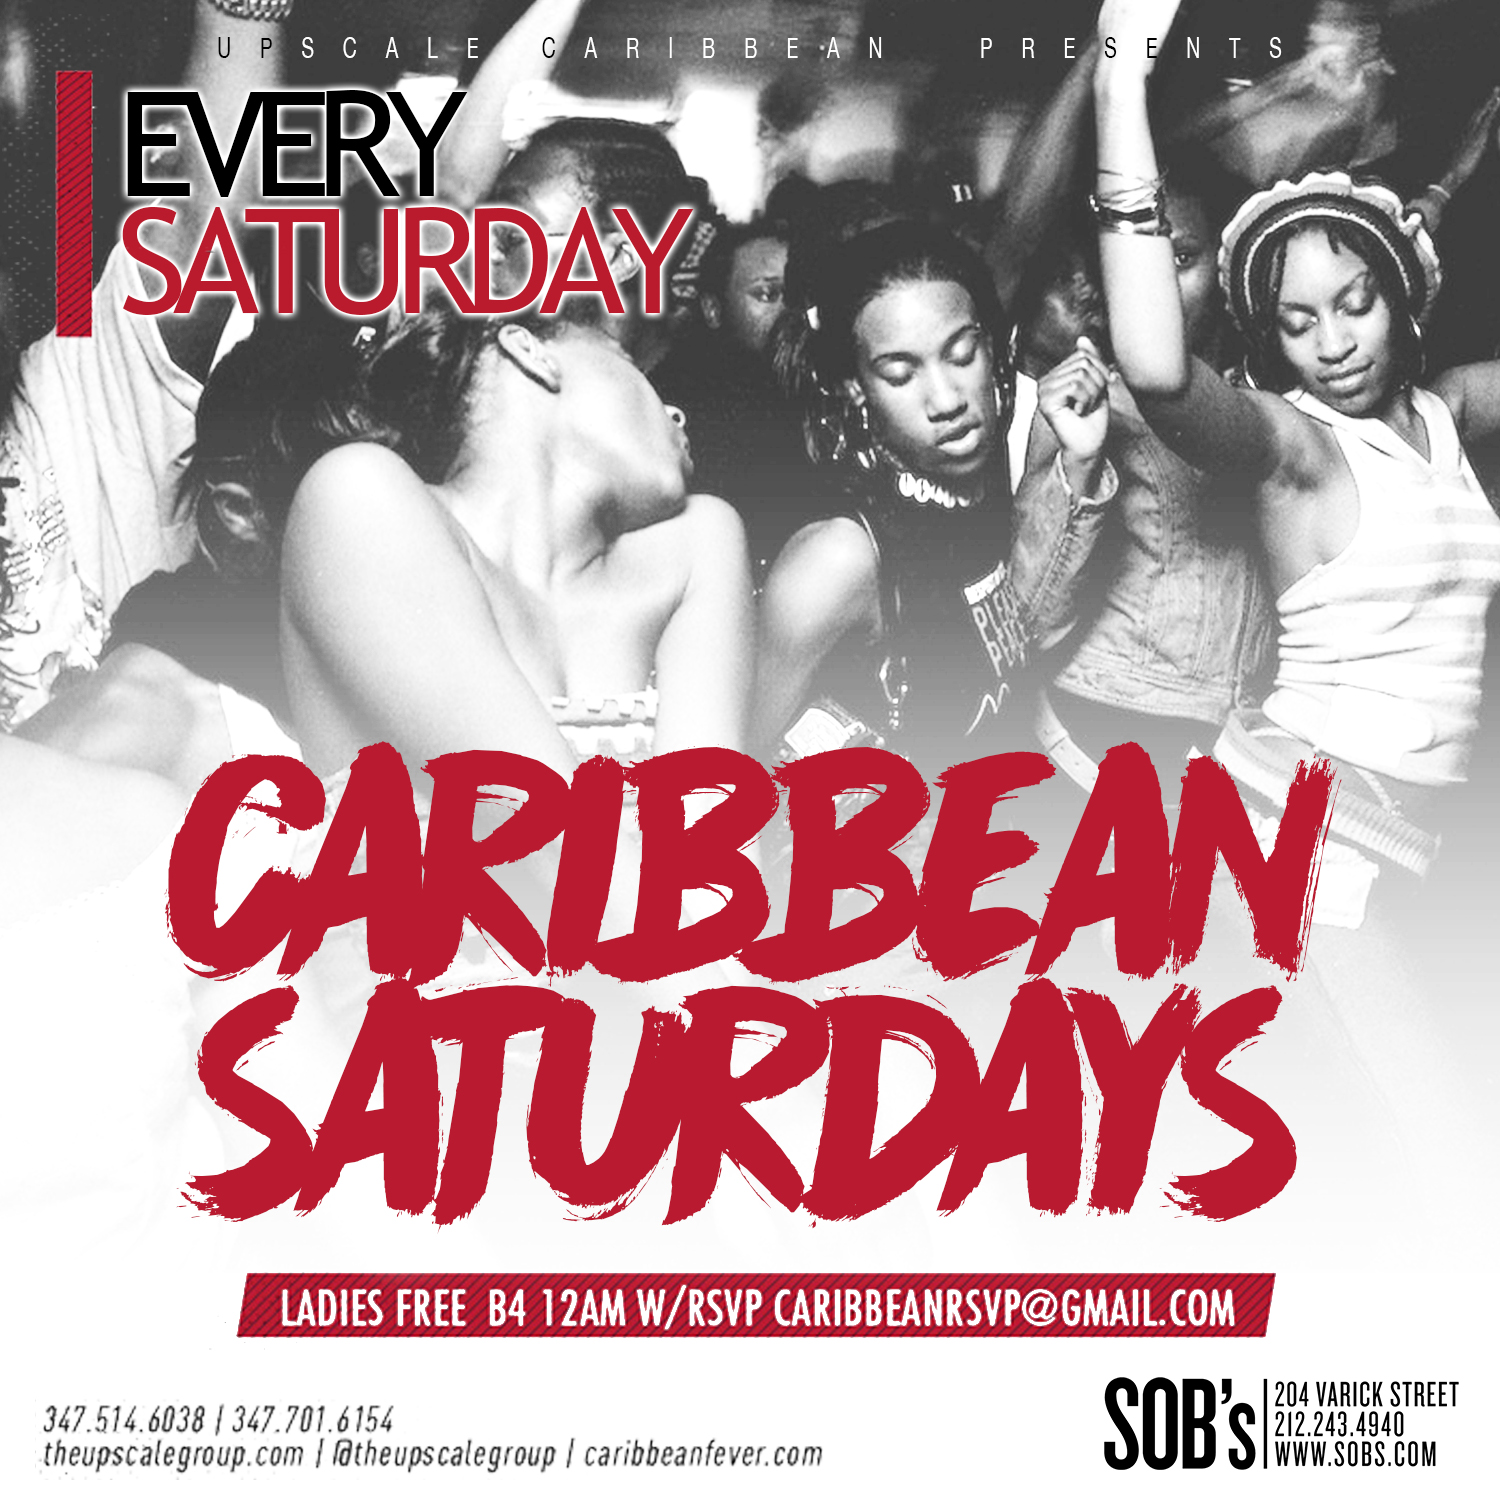 UPSCALE CARIBBEAN PRESENTS
EVERY
SATURDAY
CARIBBEAN
SATURDAYS
LADIES FREE B4 12AM W/RSVP CARIBBEANRSVP@GMAIL.COM
347.514.6038 | 347.701.6154
theupscalegroup.com | @theupscalegroup | caribbeanfever.com
SOB's
204 VARICK STREET
212.243.4940
WWW.SOBS.COM